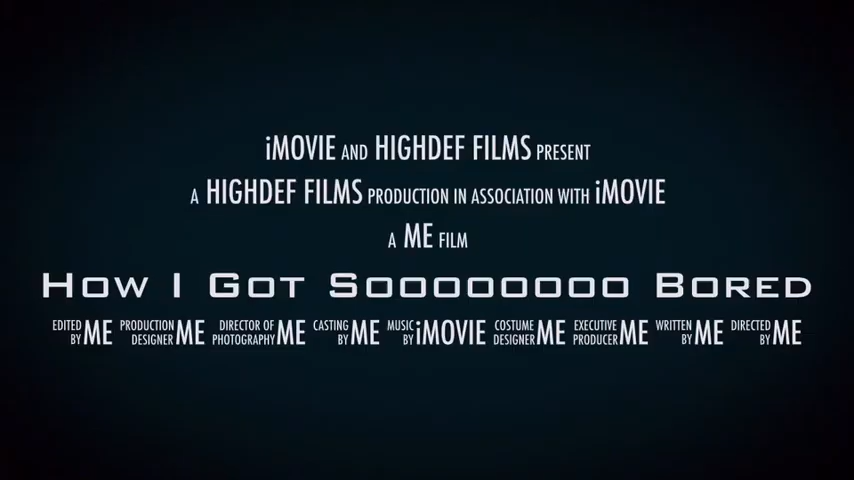 iMOVIE AND HIGHDEF FILMS PRESENT
A HIGHDEF FILMS PRODUCTION IN ASSOCIATION WITH iMOVIE
A ME FILM
How I Got Sooooooooo Bored
EDITED BY ME PRODUCTION DESIGNER ME DIRECTOR OF PHOTOGRAPHY ME CASTING BY ME MUSIC BY iMOVIE COSTUME DESIGNER ME EXECUTIVE PRODUCER ME WRITTEN BY ME DIRECTED BY ME